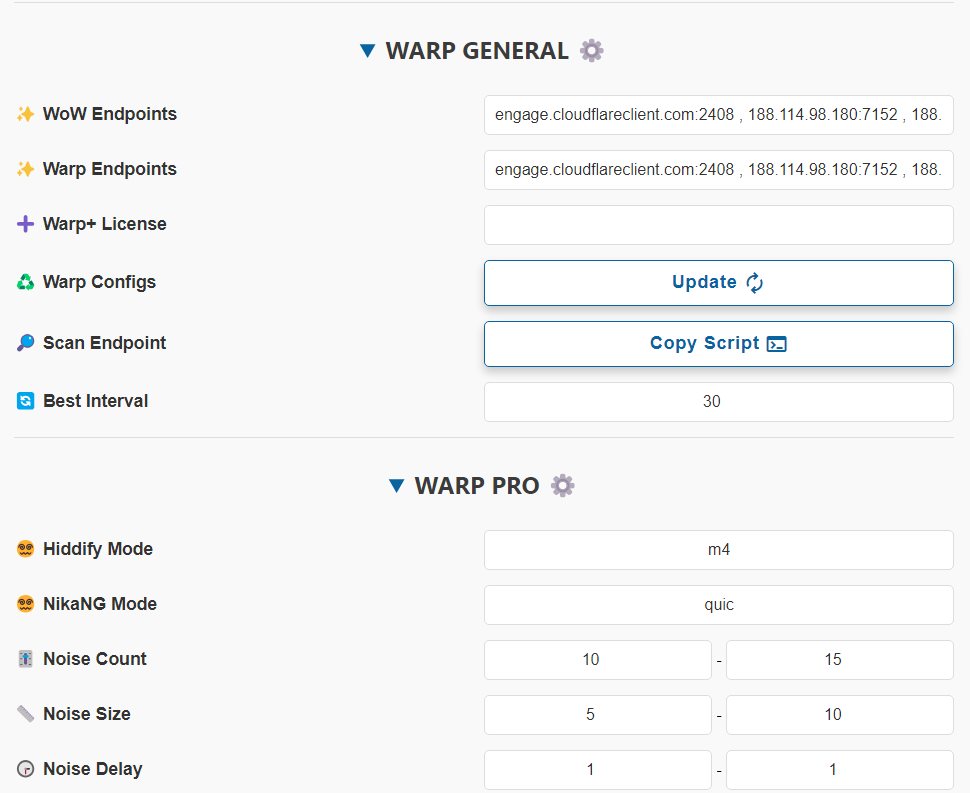 WARP GENERAL
WoW Endpoints engage.cloudflareclient.com:2408 , 188.114.98.180:7152 , 188.
Warp Endpoints engage.cloudflareclient.com:2408 , 188.114.98.180:7152 , 188.
Warp+ License
Warp Configs Update
Scan Endpoint Copy Script
Best Interval 30
WARP PRO
Hiddify Mode m4
NikaNG Mode quic
Noise Count 10 - 15
Noise Size 5 - 10
Noise Delay 1 - 1